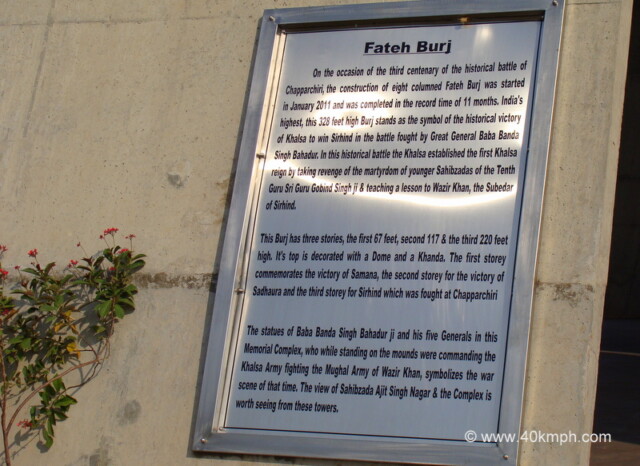 Fateh Burj
On the occasion of the third centenary of the historical battle of
Chapparchiri, the construction of eight columned Fateh Burj was started
in January 2011 and was completed in the record time of 11 months. India's
highest, this 328 feet high Burj stands as the symbol of the historical victory
of Khalsa to win Sirhind in the battle fought by Great General Baba Banda
Singh Bahadur. In this historical battle the Khalsa established the first Khalsa
reign by taking revenge of the martyrdom of younger Sahibzadas of the Tenth
Guru Sri Guru Gobind Singh ji & teaching a lesson to Wazir Khan, the Subedar
of Sirhind.
This Burj has three stories, the first 67 feet, second 117 & the third 220 feet
high. It's top is decorated with a Dome and a Khanda. The first storey
commemorates the victory of Samana, the second storey for the victory of
Sadhaura and the third storey for Sirhind which was fought at Chapparchiri
The statues of Baba Banda Singh Bahadur ji and his five Generals in this
Memorial Complex, who while standing on the mounds were commanding the
Khalsa Army fighting the Mughal Army of Wazir Khan, symbolizes the war
scene of that time. The view of Sahibzada Ajit Singh Nagar & the Complex is
worth seeing from these towers.
© www.40kmph.com